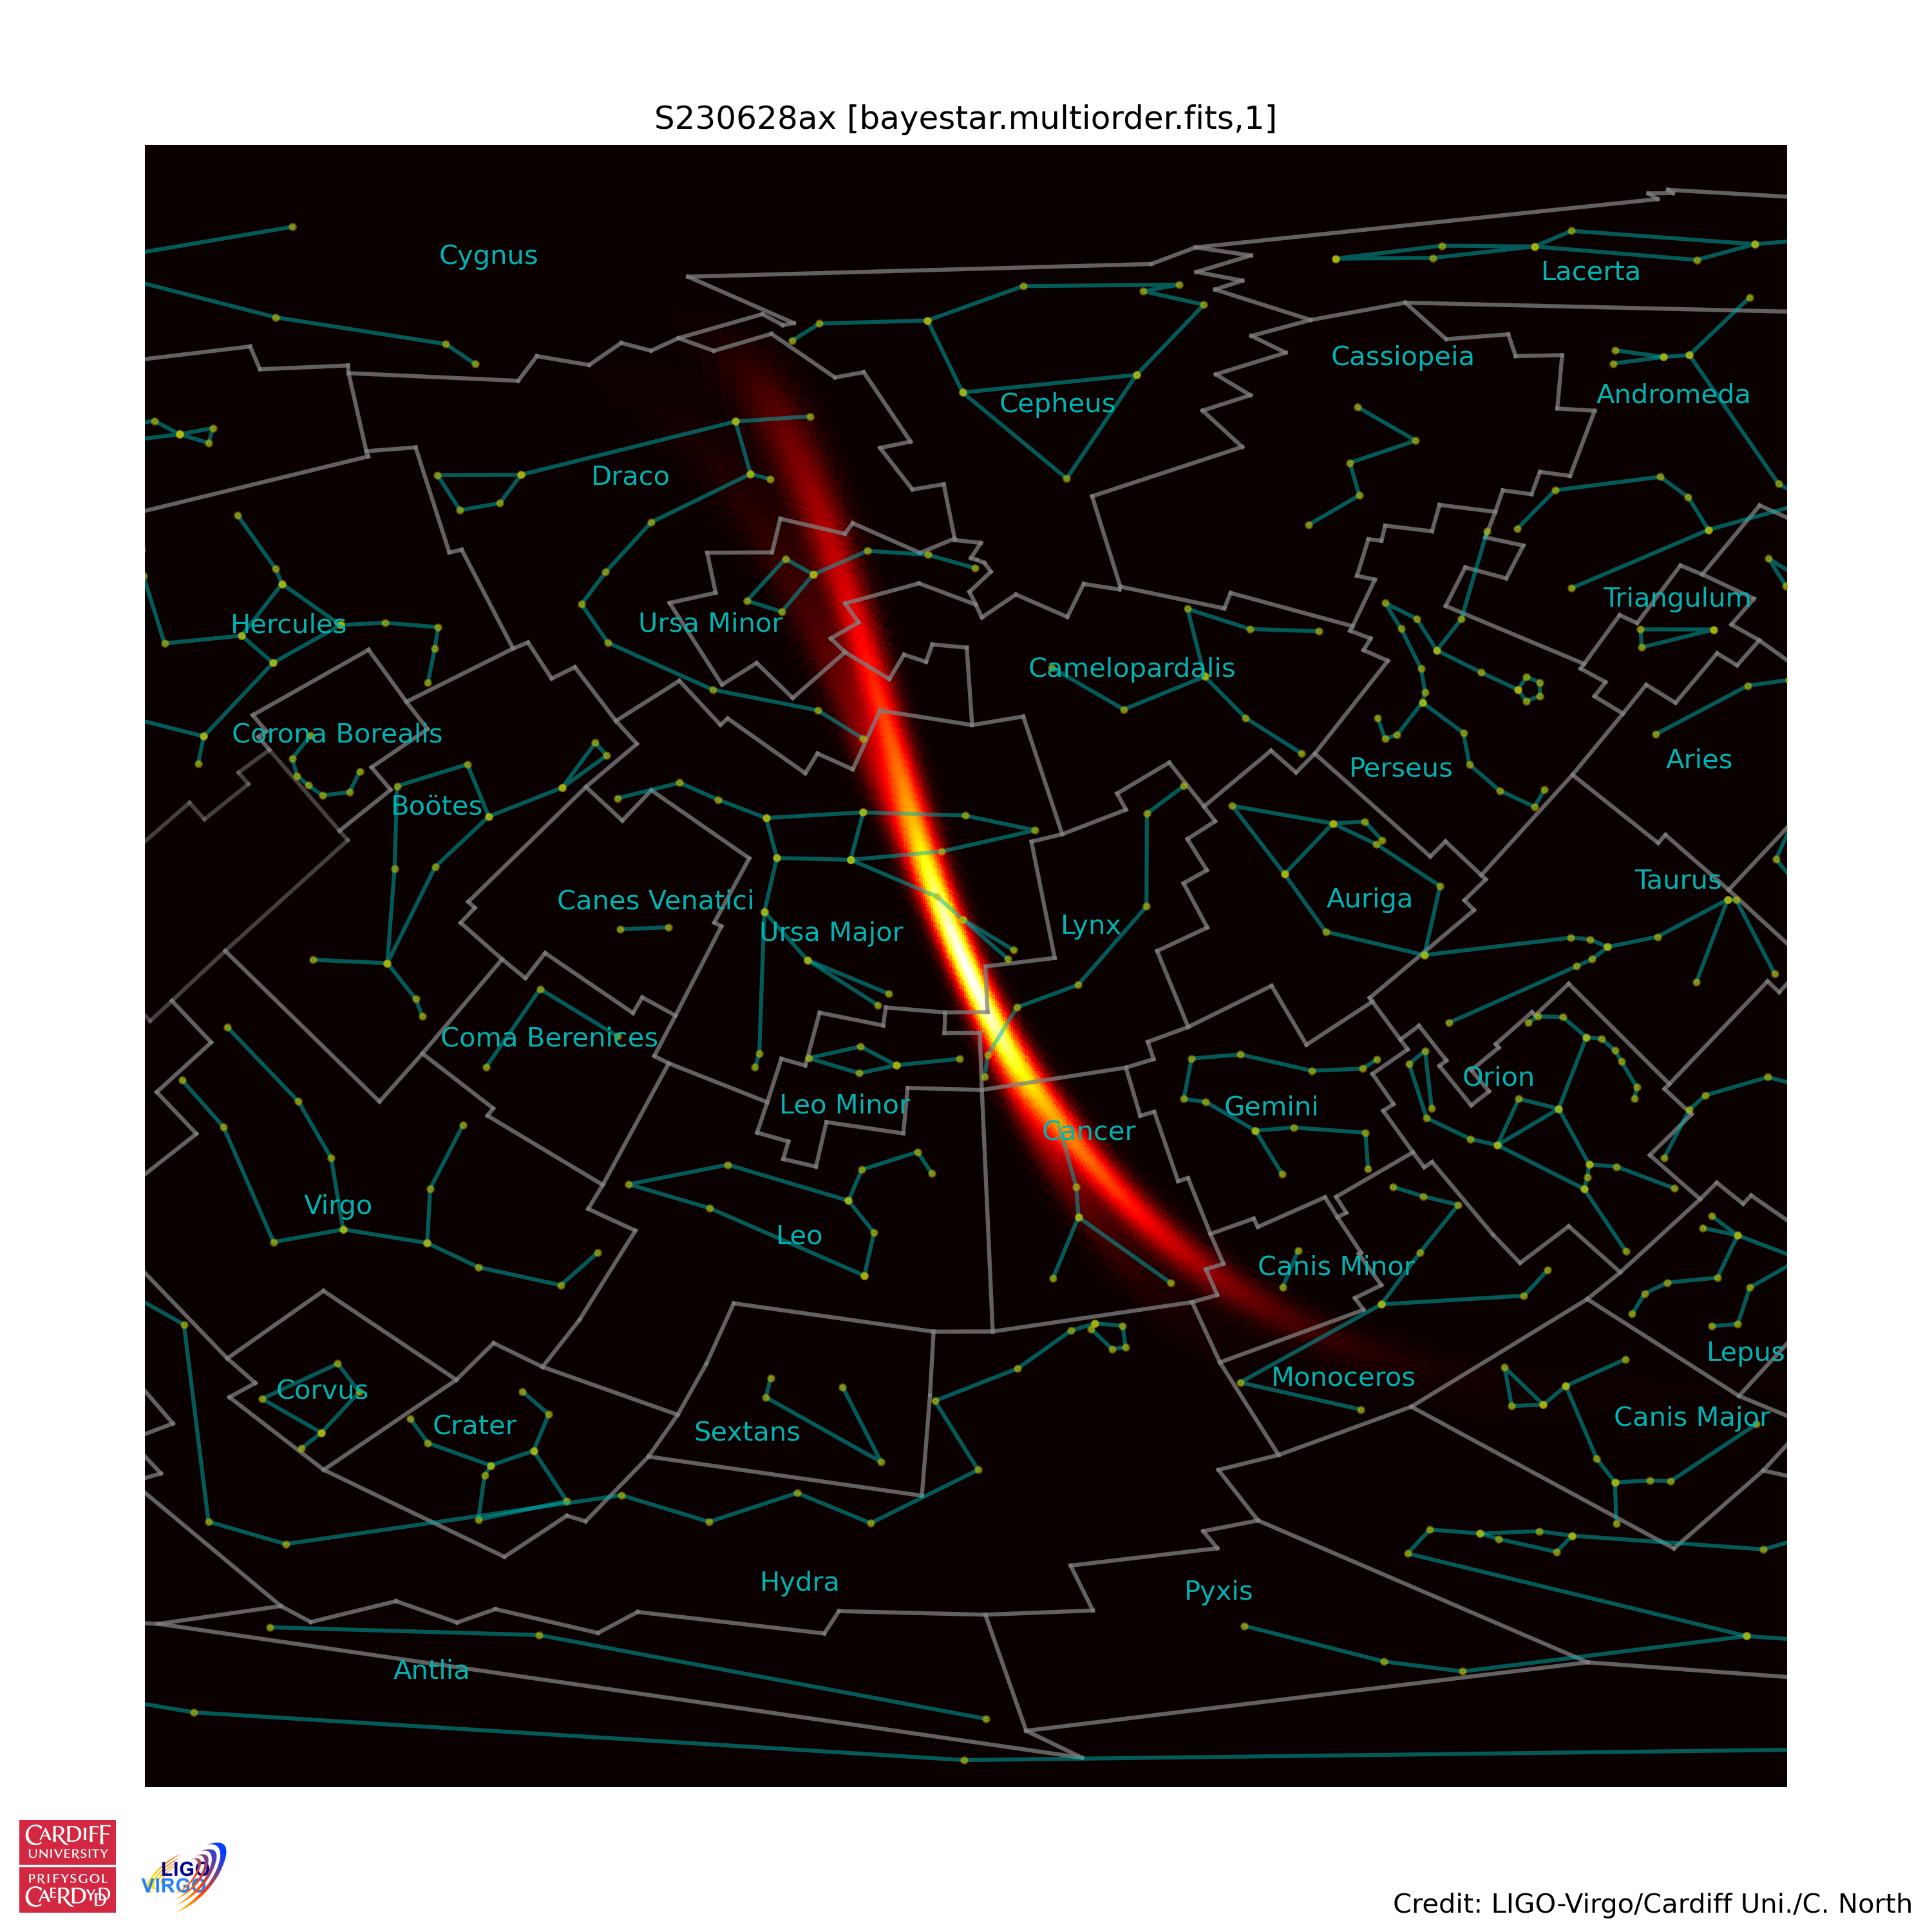 S230628ax [bayestar.multiorder.fits,1]
Cygnus
Lacerta
Cassiopeia
Andromeda
Cepheus
Draco
Triangulum
Hercules
Ursa Minor
Camelopardalis
Corona Borealis
Aries
Perseus
Boötes
Taurus
Canes Venatici
Auriga
Lynx
Ursa Major
Coma Berenices
Orion
Leo Minor
Gemini
Cancer
Virgo
Leo
Canis Minor
Lepus
Monoceros
Corvus
Canis Major
Crater
Sextans
Hydra
Pyxis
Antlia
CARDIFF
UNIVERSITY
PRIFYSGOL
CAERDYDD
LIGO
VIRGO
Credit: LIGO-Virgo/Cardiff Uni./C. North